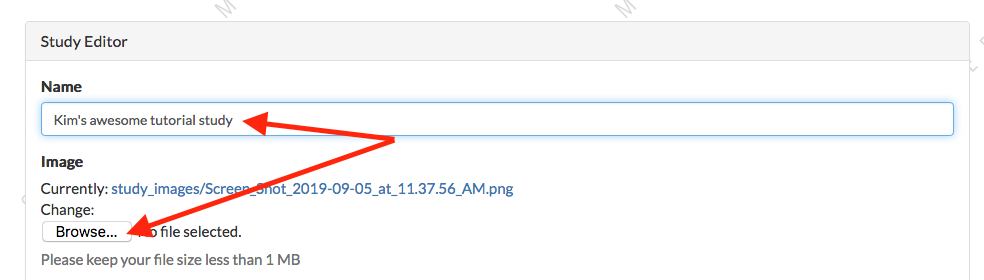 Study Editor
Name
Kim's awesome tutorial study
Image
Currently: study_images/Screen_Shot_2019-09-05_at_11.37.56_AM.png
Change:
Browse... No file selected.
Please keep your file size less than 1 MB